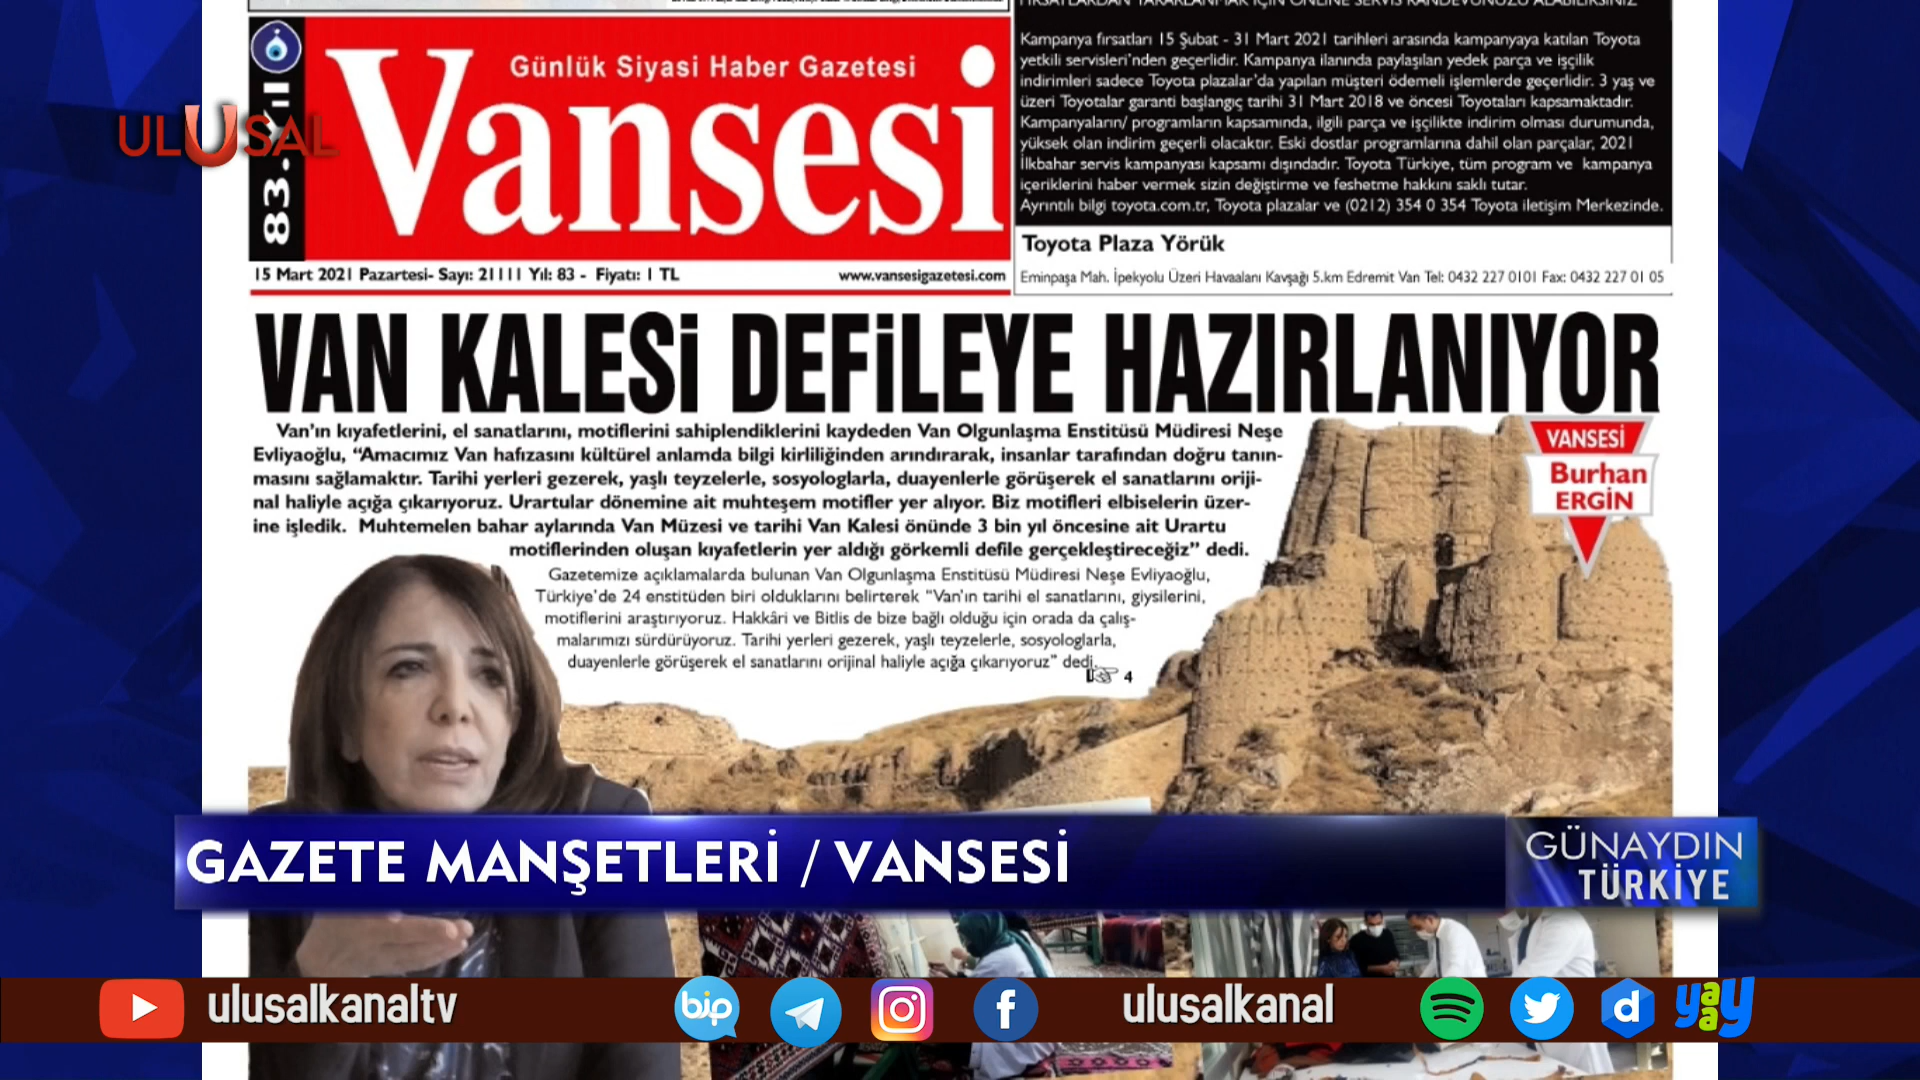 FIRSATLARDAN YARARLANMAK İÇİN ONLINE SERVİS RANDEVUNUZU ALABİLİRSİNİZ
Kampanya fırsatları 15 Şubat - 31 Mart 2021 tarihleri arasında kampanyaya katılan Toyota
yetkili servisleri'nden geçerlidir. Kampanya ilanında paylaşılan yedek parça ve işçilik
indirimleri sadece Toyota plazalar'da yapılan müşteri ödemeli işlemlerde geçerlidir. 3 yaş ve
üzeri Toyotalar garanti başlangıç tarihi 31 Mart 2018 ve öncesi Toyotaları kapsamaktadır.
Kampanyaların/ programların kapsamında, ilgili parça ve işçilikte indirim olması durumunda,
yüksek olan indirim geçerli olacaktır. Eski dostlar programlarına dahil olan parçalar, 2021
İlkbahar servis kampanyası kapsamı dışındadır. Toyota Türkiye, tüm program ve kampanya
içeriklerini haber vermek sizin değiştirme ve feshetme hakkını saklı tutar.
Ayrıntılı bilgi toyota.com.tr, Toyota plazalar ve (0212) 354 0 354 Toyota iletişim Merkezinde.
Toyota Plaza Yörük
Eminpaşa Mah. İpekyolu Üzeri Havaalanı Kavşağı 5.km Edremit Van Tel: 0432 227 0101 Fax: 0432 227 01 05
83. Yıl
Günlük Siyasi Haber Gazetesi
Vansesi
ULUSAL
15 Mart 2021 Pazartesi- Sayı: 21111 Yıl: 83 - Fiyatı: 1 TL
www.vansesigazetesi.com
VAN KALESİ DEFİLEYE HAZIRLANIYOR
Van'ın kıyafetlerini, el sanatlarını, motiflerini sahiplendiklerini kaydeden Van Olgunlaşma Enstitüsü Müdiresi Neşe
Evliyaoğlu, “Amacımız Van hafızasını kültürel anlamda bilgi kirliliğinden arındırarak, insanlar tarafından doğru tanın-
masını sağlamaktır. Tarihi yerleri gezerek, yaşlı teyzelerle, sosyologlarla, duayenlerle görüşerek el sanatlarını oriji-
nal haliyle açığa çıkarıyoruz. Urartular dönemine ait muhteşem motifler yer alıyor. Biz motifleri elbiselerin üzer-
ine işledik. Muhtemelen bahar aylarında Van Müzesi ve tarihi Van Kalesi önünde 3 bin yıl öncesine ait Urartu
motiflerinden oluşan kıyafetlerin yer aldığı görkemli defile gerçekleştireceğiz” dedi.
Gazetemize açıklamalarda bulunan Van Olgunlaşma Enstitüsü Müdiresi Neşe Evliyaoğlu,
Türkiye'de 24 enstitüden biri olduklarını belirterek “Van'ın tarihi el sanatlarını, giysilerini,
motiflerini araştırıyoruz. Hakkâri ve Bitlis de bize bağlı olduğu için orada da çalış-
malarımızı sürdürüyoruz. Tarihi yerleri gezerek, yaşlı teyzelerle, sosyologlarla,
duayenlerle görüşerek el sanatlarını orijinal haliyle açığa çıkarıyoruz” dedi.
4
VANSESİ
Burhan
ERGİN
GAZETE MANŞETLERİ / VANSESİ
GÜNAYDIN
TÜRKİYE
ulusalkanaltv
bip
ulusalkanal
d
yaay